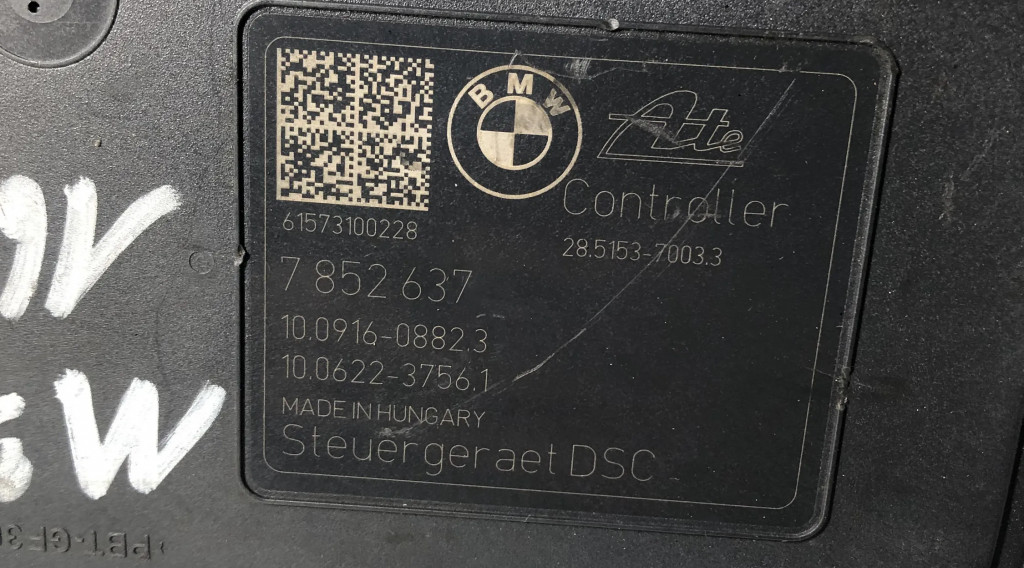 BMW
Ate
Controller
28.5153-7003.3
61573100228
7 852 637
10.0916-0882.3
10.0622-3756.1
MADE IN HUNGARY
Steuergeraet DSC